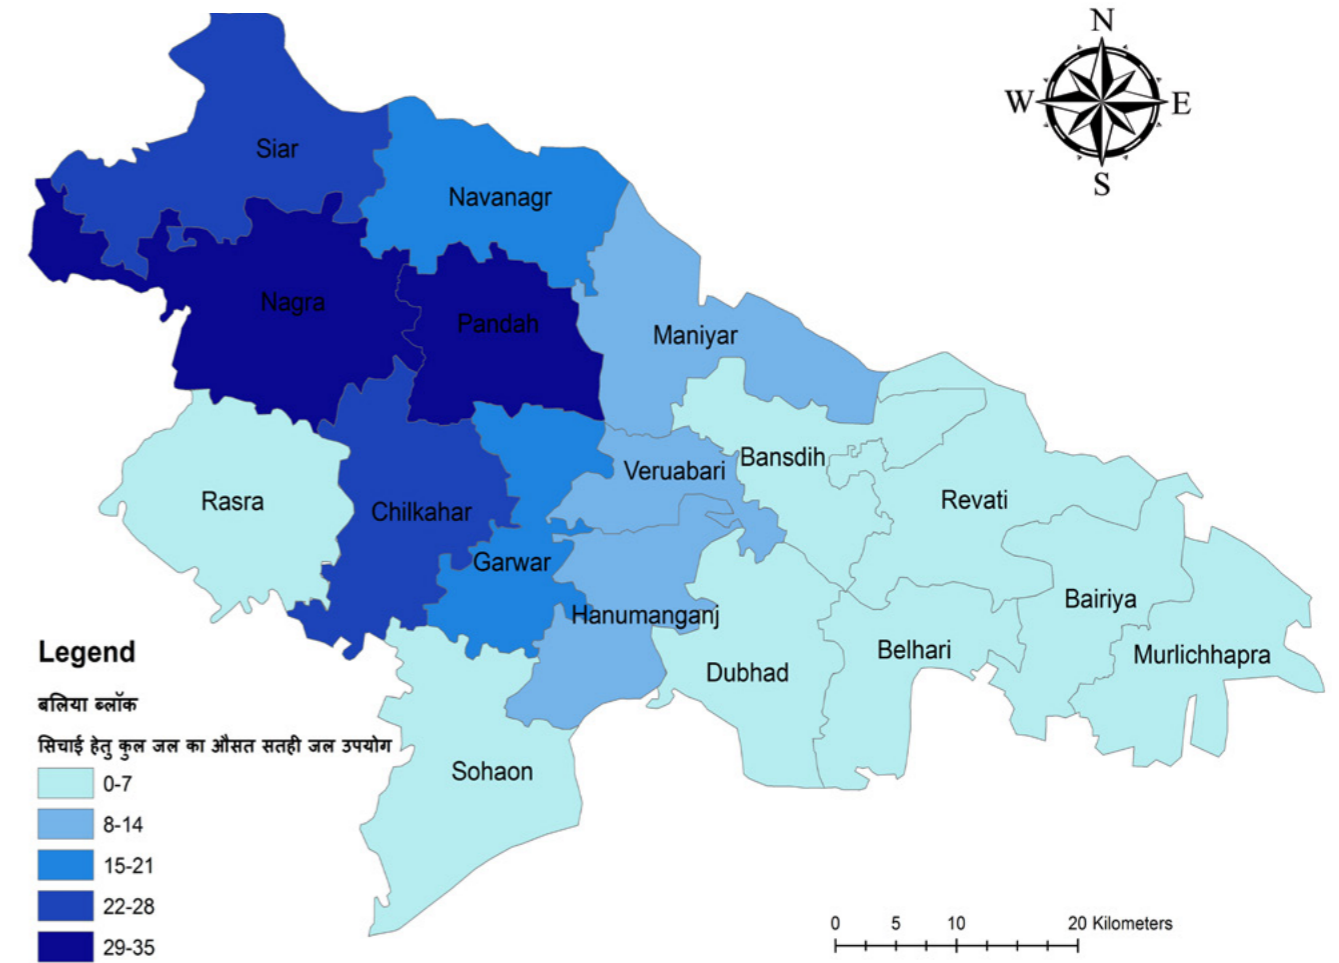 N
W E
S
Siar
Navanagr
Nagra
Pandah
Maniyar
Veruabari
Bansdih
Rasra
Chilkahar
Revati
Garwar
Bairiya
Hanumanganj
Belhari
Murlichhapra
Dubhad
Sohaon
Legend
बलिया ब्लॉक
सिचाई हेतु कुल जल का औसत सतही जल उपयोग
0-7
8-14
15-21
22-28
29-35
0 5 10 20 Kilometers